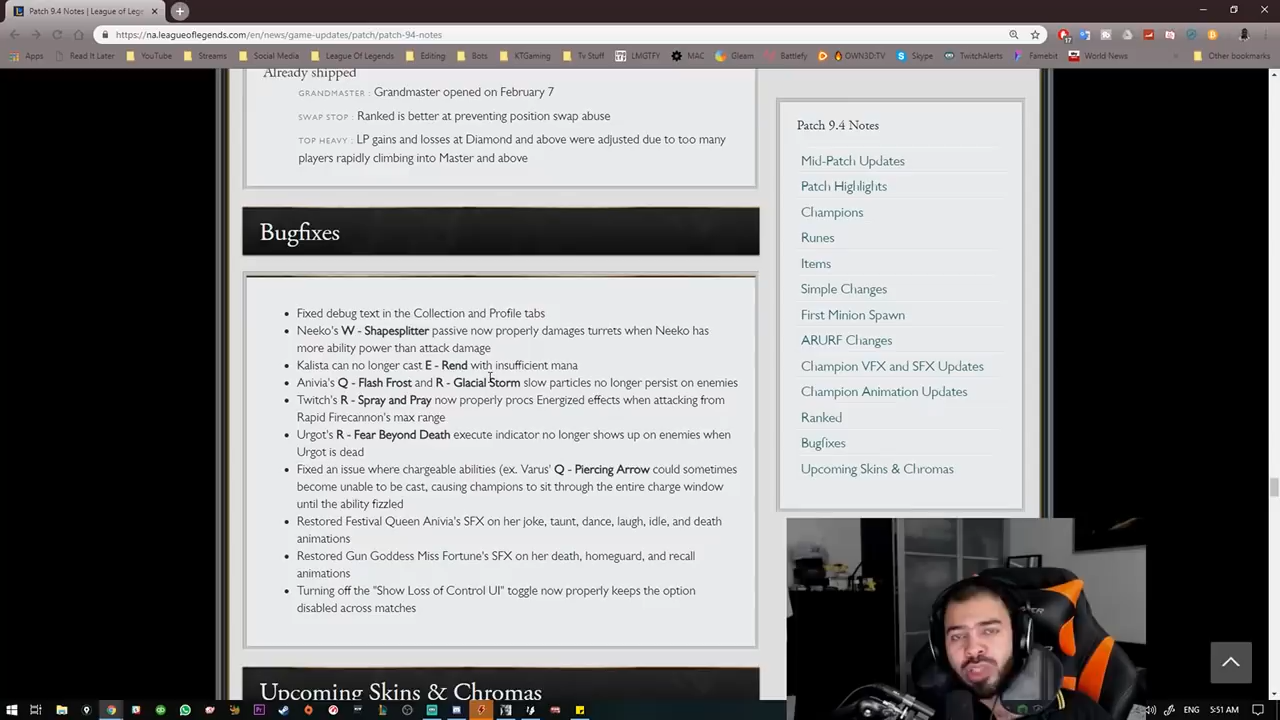 Patch 9.4 Notes | League of Leg
https://na.leagueoflegends.com/en/news/game-updates/patch/patch-94-notes
Apps
Read It Later
YouTube
Streams
Social Media
League Of Legends
Editing
Bots
KTGaming
Tv Stuff
LMGTFY
MAC
Gleam
Battlefy
OWN3D.TV
Skype
TwitchAlerts
Famebit
World News
Other bookmarks
Already shipped
GRANDMASTER : Grandmaster opened on February 7
SWAP STOP : Ranked is better at preventing position swap abuse
TOP HEAVY : LP gains and losses at Diamond and above were adjusted due to too many
players rapidly climbing into Master and above
Bugfixes
Fixed debug text in the Collection and Profile tabs
Neeko's W - Shapesplitter passive now properly damages turrets when Neeko has
more ability power than attack damage
Kalista can no longer cast E - Rend with insufficient mana
Anivia's Q - Flash Frost and R - Glacial Storm slow particles no longer persist on enemies
Twitch's R - Spray and Pray now properly procs Energized effects when attacking from
Rapid Firecannon's max range
Urgot's R - Fear Beyond Death execute indicator no longer shows up on enemies when
Urgot is dead
Fixed an issue where chargeable abilities (ex. Varus' Q - Piercing Arrow could sometimes
become unable to be cast, causing champions to sit through the entire charge window
until the ability fizzled
Restored Festival Queen Anivia's SFX on her joke, taunt, dance, laugh, idle, and death
animations
Restored Gun Goddess Miss Fortune's SFX on her death, homeguard, and recall
animations
Turning off the "Show Loss of Control UI" toggle now properly keeps the option
disabled across matches
Upcoming Skins & Chromas
Patch 9.4 Notes
Mid-Patch Updates
Patch Highlights
Champions
Runes
Items
Simple Changes
First Minion Spawn
ARURF Changes
Champion VFX and SFX Updates
Champion Animation Updates
Ranked
Bugfixes
Upcoming Skins & Chromas
ENG
5:51 AM